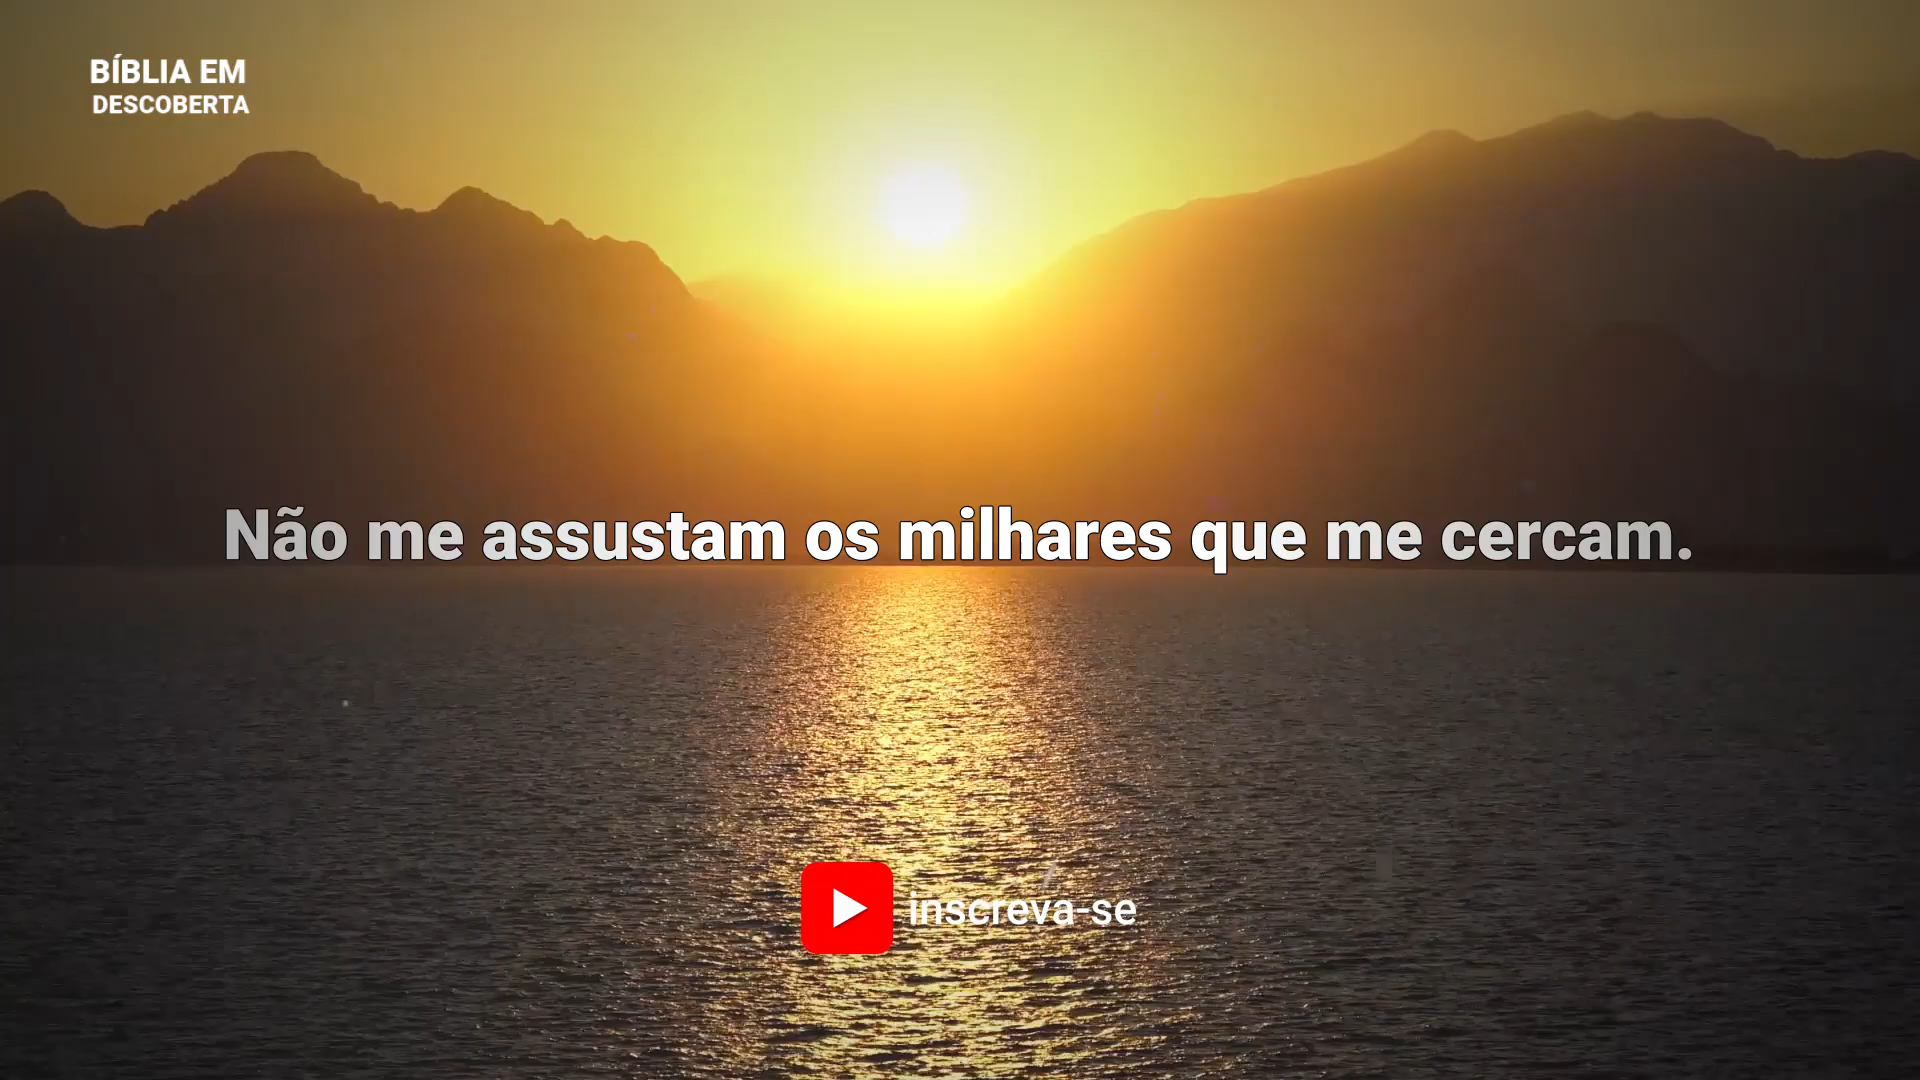 BÍBLIA EM
DESCOBERTA
Não me assustam os milhares que me cercam.
inscreva-se